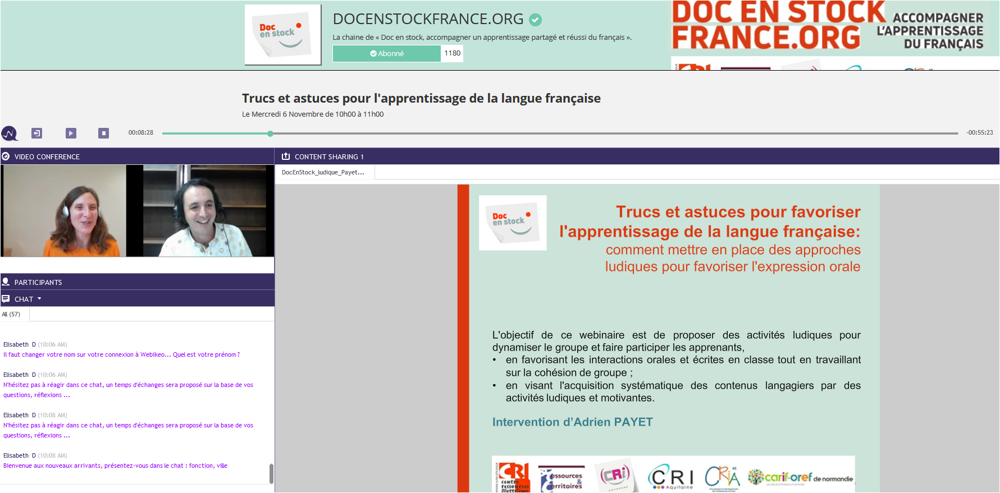 Doc
en stock
DOCENSTOCKFRANCE.ORG
La chaine de « Doc en stock, accompagner un apprentissage partagé et réussi du français ».
Abonné 1180
DOC EN STOCK
FRANCE.ORG
ACCOMPAGNER
L'APPRENTISSAGE
DU FRANÇAIS
Trucs et astuces pour l'apprentissage de la langue française
Le Mercredi 6 Novembre de 10h00 à 11h00
00:08:28 -00:55:23
VIDEO CONFERENCE
PARTICIPANTS
CHAT
All (57)
Elisabeth D (10:06 AM)
Il faut changer votre nom sur votre connexion à Webikeo... Quel est votre prénom ?
Elisabeth D (10:06 AM)
N'hésitez pas à réagir dans ce chat, un temps d'échanges sera proposé sur la base de vos
questions, réflexions ...
Elisabeth D (10:08 AM)
N'hésitez pas à réagir dans ce chat, un temps d'échanges sera proposé sur la base de vos
questions, réflexions ...
Elisabeth D (10:08 AM)
Bienvenue aux nouveaux arrivants, présentez-vous dans le chat : fonction, ville
CONTENT SHARING 1
DocEnStock_ludique_Payet...
Doc
en stock
Trucs et astuces pour favoriser
l'apprentissage de la langue française:
comment mettre en place des approches
ludiques pour favoriser l'expression orale
L'objectif de ce webinaire est de proposer des activités ludiques pour
dynamiser le groupe et faire participer les apprenants,
• en favorisant les interactions orales et écrites en classe tout en travaillant
sur la cohésion de groupe ;
• en visant l'acquisition systématique des contenus langagiers par des
activités ludiques et motivantes.
Intervention d'Adrien PAYET
CRI
centre
ressources
illettrisme
essources
&
erritoires
CRi
CRI
Aquitaine
CRIA 45
carif-oref de normandie